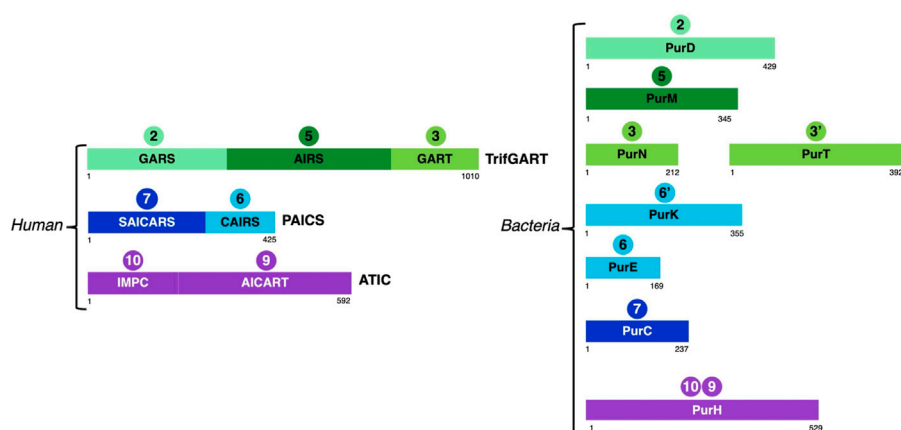 2
5
3
GARS
AIRS
GART
TrifGART
1
1010
Human
7
6
SAICARS
CAIRS
PAICS
1
425
10
9
IMPC
AICART
ATIC
1
592
Bacteria
2
PurD
1
429
5
PurM
1
345
3
PurN
1
212
3'
PurT
1
392
6'
PurK
1
355
6
PurE
1
169
7
PurC
1
237
10 9
PurH
1
529